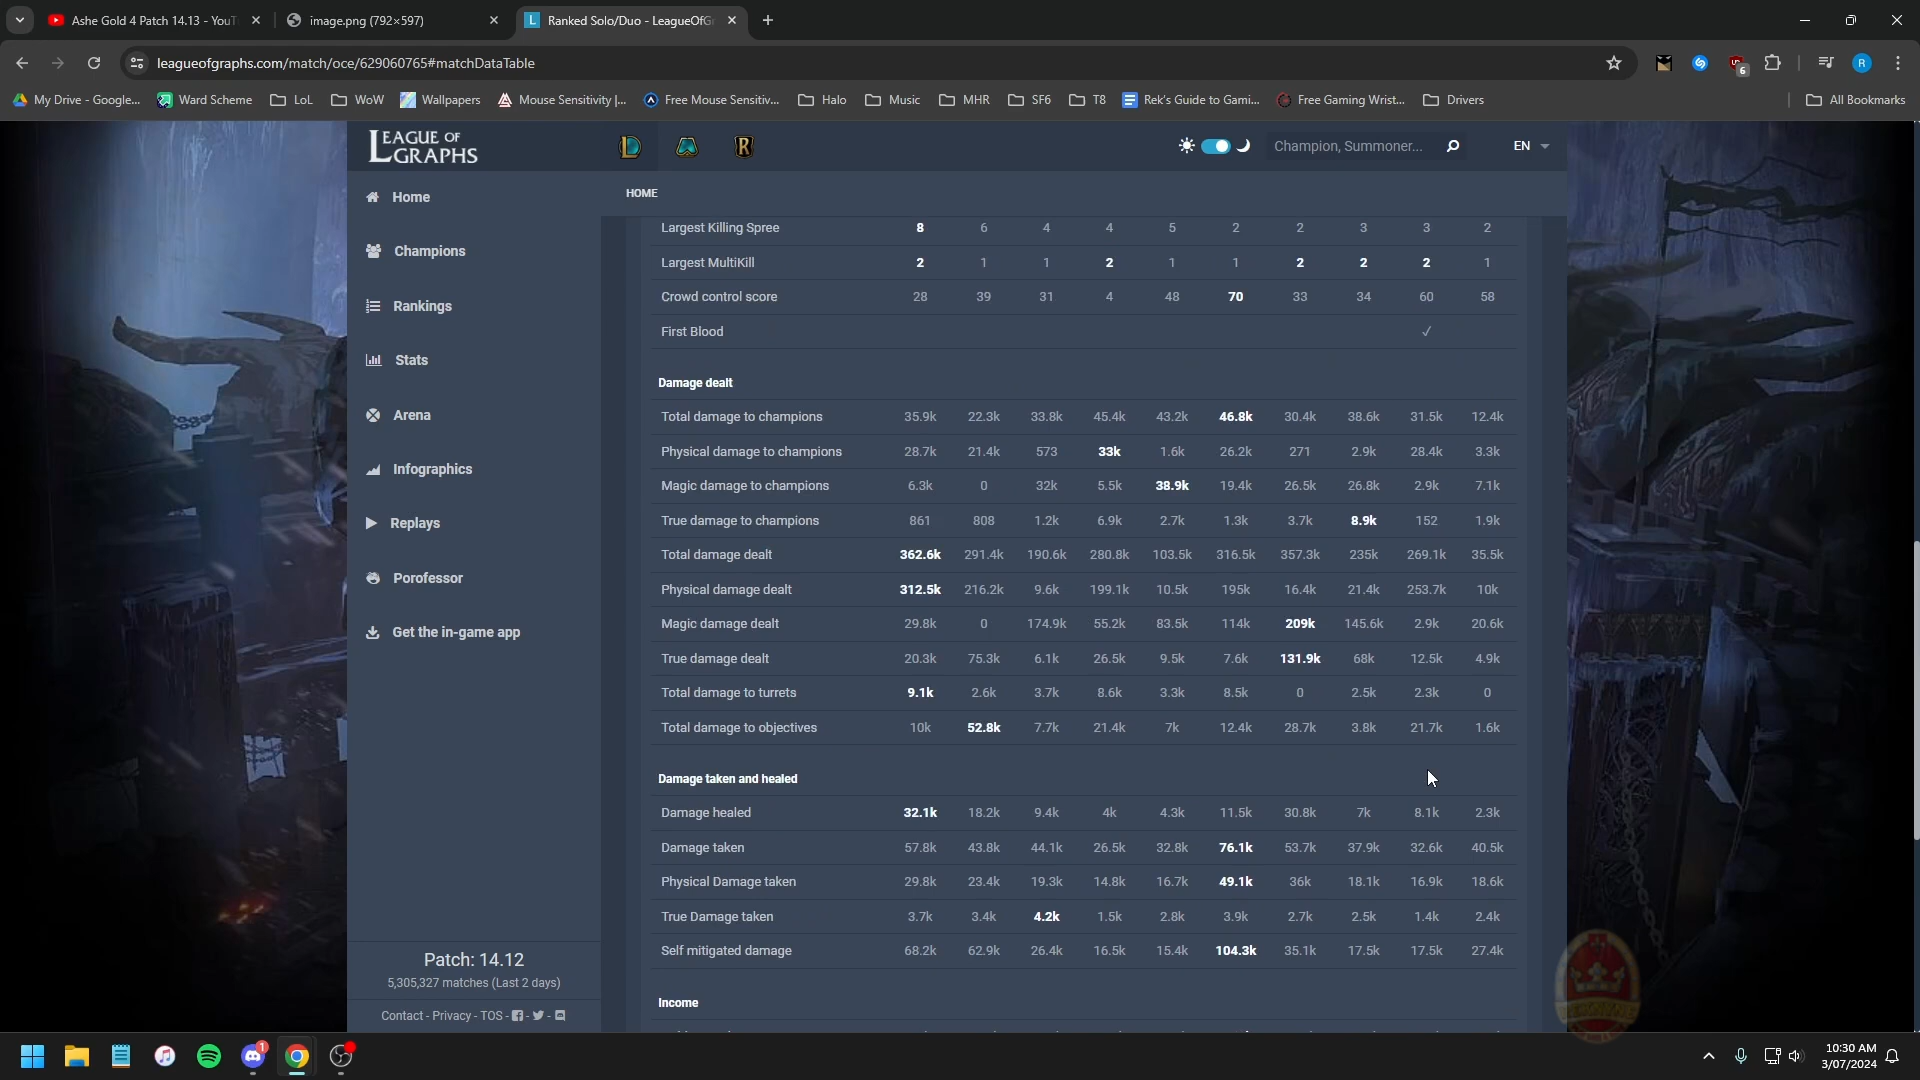 Ashe Gold 4 Patch 14.13 - YouT
image.png (792×597)
Ranked Solo/Duo - LeagueOfGr
leagueofgraphs.com/match/oce/629060765#matchDataTable
6
R
My Drive - Google... Ward Scheme LoL WoW Wallpapers Mouse Sensitivity |... Free Mouse Sensitiv... Halo Music MHR SF6 T8 Rek's Guide to Gami... Free Gaming Wrist... Drivers All Bookmarks
LEAGUE OF
GRAPHS
Champion, Summoner...
EN
Home
Champions
Rankings
Stats
Arena
Infographics
Replays
Porofessor
Get the in-game app
Patch: 14.12
5,305,327 matches (Last 2 days)
Contact - Privacy - TOS - - -
HOME
Largest Killing Spree 8 6 4 4 5 2 2 3 3 2
Largest MultiKill 2 1 1 2 1 1 2 2 2 1
Crowd control score 28 39 31 4 48 70 33 34 60 58
First Blood ✓
Damage dealt
Total damage to champions 35.9k 22.3k 33.8k 45.4k 43.2k 46.8k 30.4k 38.6k 31.5k 12.4k
Physical damage to champions 28.7k 21.4k 573 33k 1.6k 26.2k 271 2.9k 28.4k 3.3k
Magic damage to champions 6.3k 0 32k 5.5k 38.9k 19.4k 26.5k 26.8k 2.9k 7.1k
True damage to champions 861 808 1.2k 6.9k 2.7k 1.3k 3.7k 8.9k 152 1.9k
Total damage dealt 362.6k 291.4k 190.6k 280.8k 103.5k 316.5k 357.3k 235k 269.1k 35.5k
Physical damage dealt 312.5k 216.2k 9.6k 199.1k 10.5k 195k 16.4k 21.4k 253.7k 10k
Magic damage dealt 29.8k 0 174.9k 55.2k 83.5k 114k 209k 145.6k 2.9k 20.6k
True damage dealt 20.3k 75.3k 6.1k 26.5k 9.5k 7.6k 131.9k 68k 12.5k 4.9k
Total damage to turrets 9.1k 2.6k 3.7k 8.6k 3.3k 8.5k 0 2.5k 2.3k 0
Total damage to objectives 10k 52.8k 7.7k 21.4k 7k 12.4k 28.7k 3.8k 21.7k 1.6k
Damage taken and healed
Damage healed 32.1k 18.2k 9.4k 4k 4.3k 11.5k 30.8k 7k 8.1k 2.3k
Damage taken 57.8k 43.8k 44.1k 26.5k 32.8k 76.1k 53.7k 37.9k 32.6k 40.5k
Physical Damage taken 29.8k 23.4k 19.3k 14.8k 16.7k 49.1k 36k 18.1k 16.9k 18.6k
True Damage taken 3.7k 3.4k 4.2k 1.5k 2.8k 3.9k 2.7k 2.5k 1.4k 2.4k
Self mitigated damage 68.2k 62.9k 26.4k 16.5k 15.4k 104.3k 35.1k 17.5k 17.5k 27.4k
Income
1
10:30 AM
3/07/2024